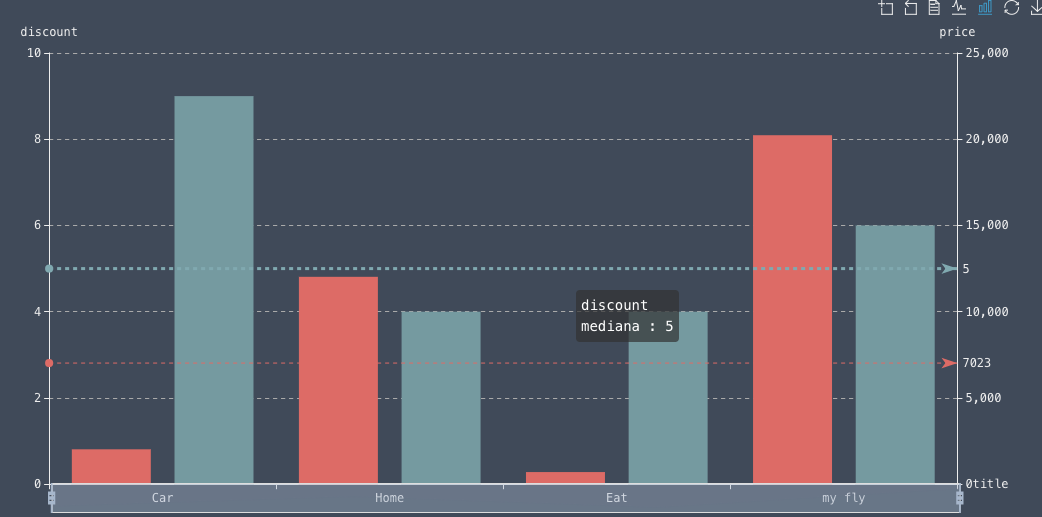 discount
price
10
25,000
8
20,000
6
15,000
5
discount
mediana : 5
4
10,000
7023
2
5,000
0
0title
Car
Home
Eat
my fly